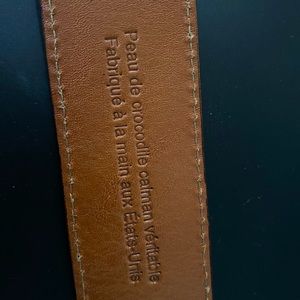 Peau de crocodile caïman véritable
Fabriqué à la main aux États-Unis